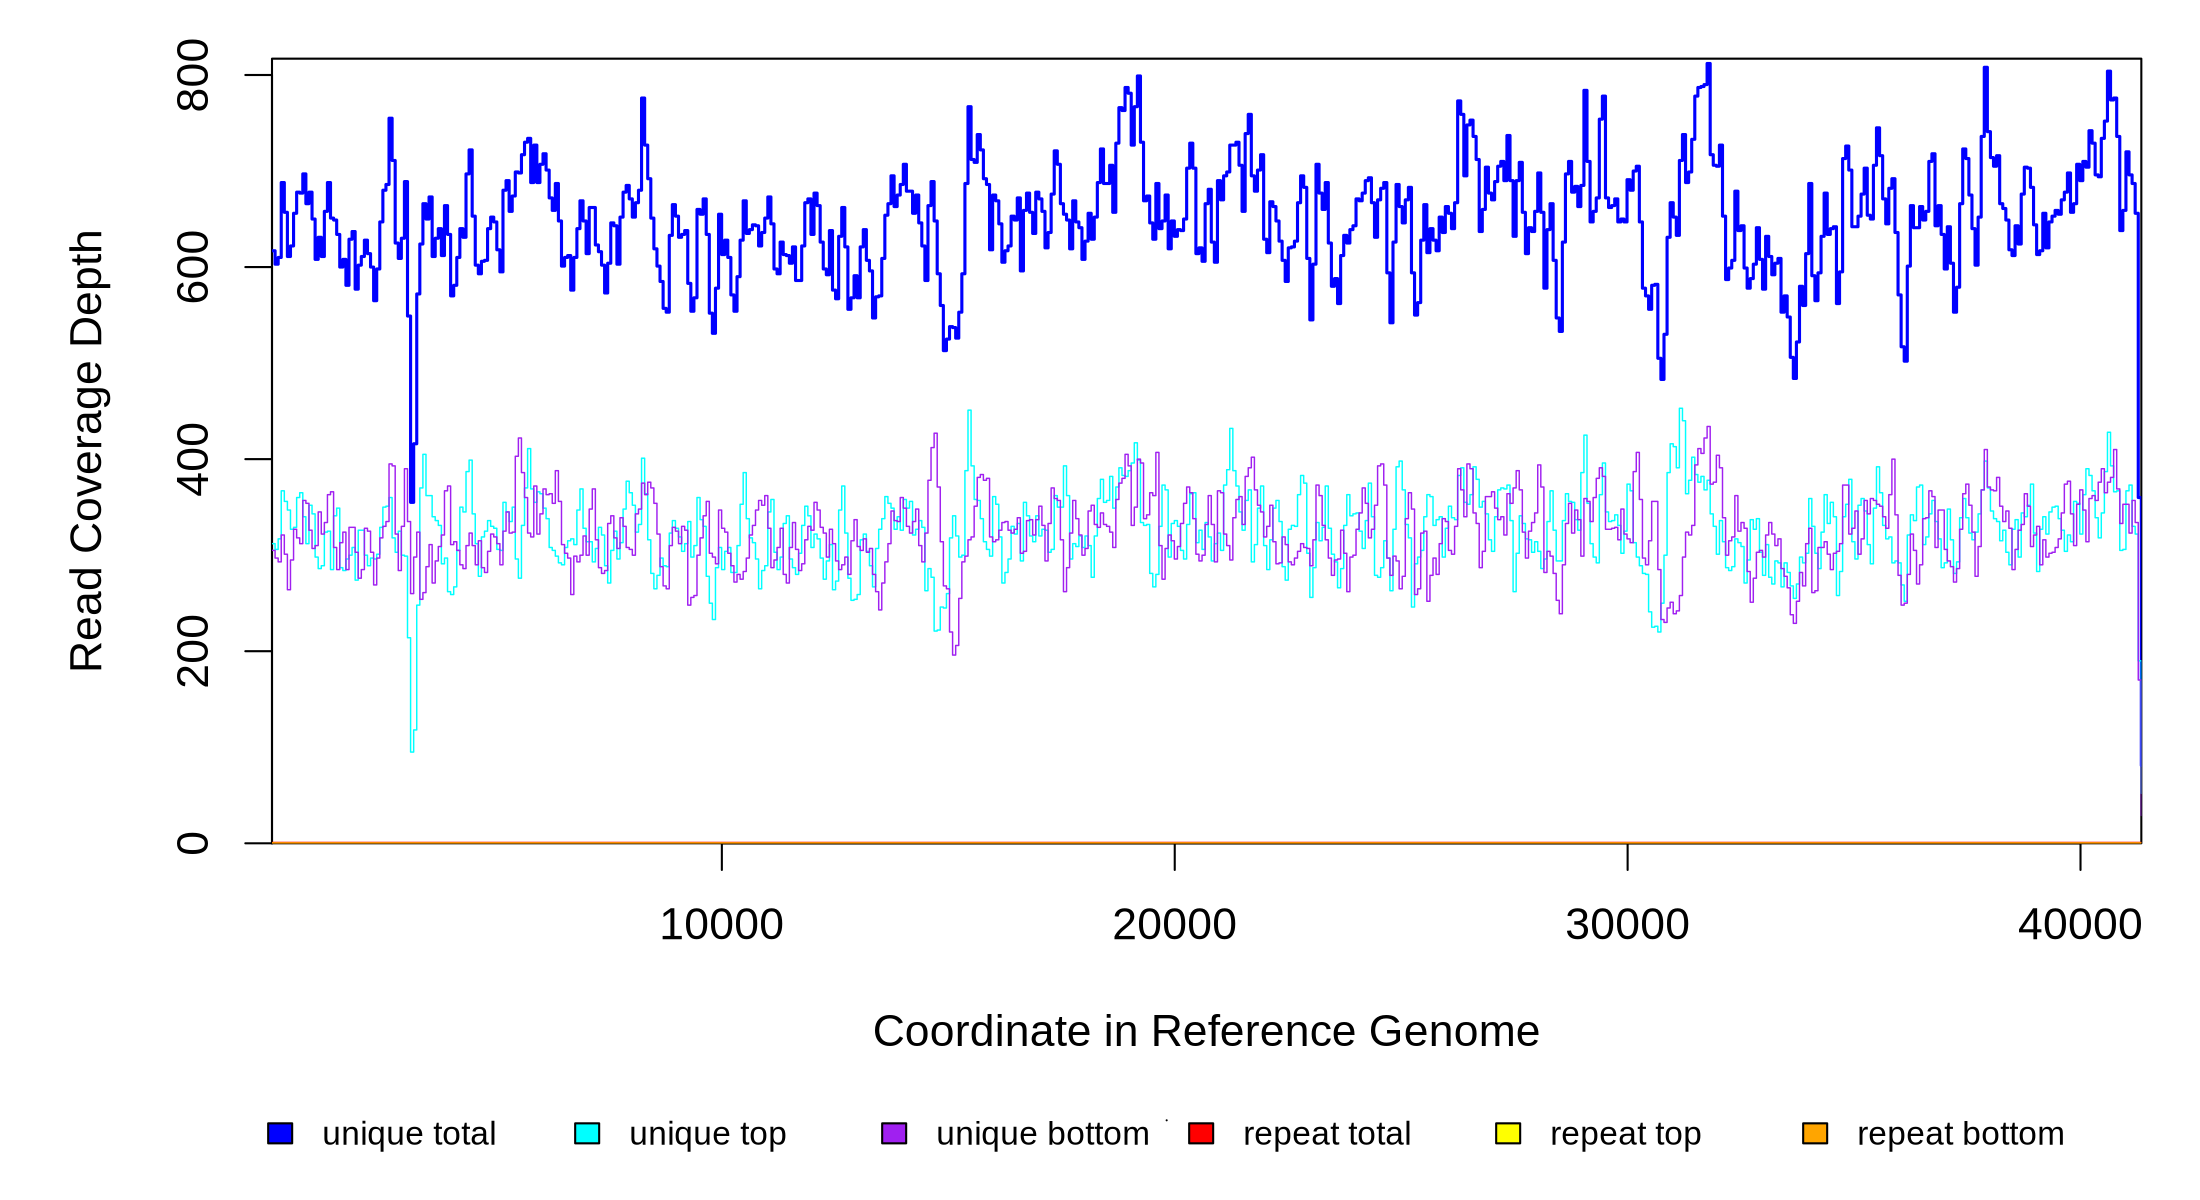 800
600
400
200
0
Read Coverage Depth
10000 20000 30000 40000
Coordinate in Reference Genome
unique total unique top unique bottom repeat total repeat top repeat bottom